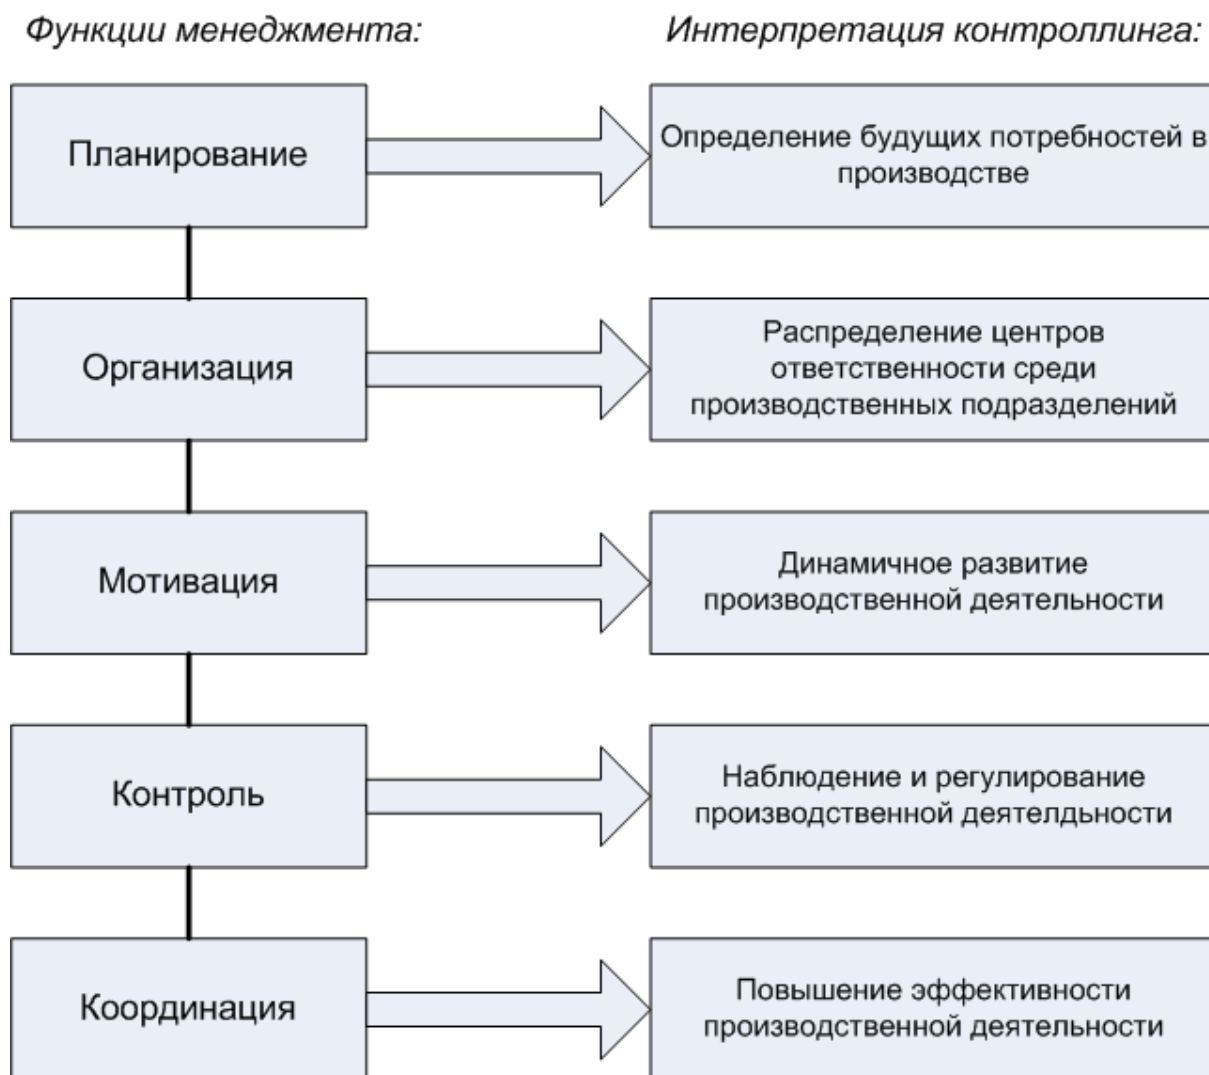 Функции менеджмента:
Интерпретация контроллинга:
Планирование
Определение будущих потребностей в
производстве
Организация
Распределение центров
ответственности среди
производственных подразделений
Мотивация
Динамичное развитие
производственной деятельности
Контроль
Наблюдение и регулирование
производственной деятелдьности
Координация
Повышение эффективности
производственной деятельности